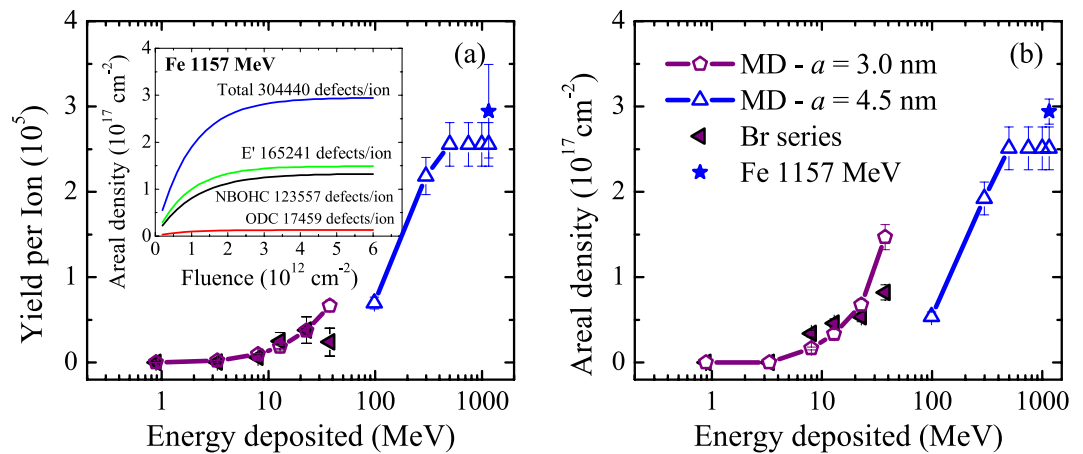 (a)
Fe 1157 MeV
Total 304440 defects/ion
E' 165241 defects/ion
NBOHC 123557 defects/ion
ODC 17459 defects/ion
4
3
2
1
0
Areal density (10^17 cm^-2)
0 1 2 3 4 5 6 7
Fluence (10^12 cm^-2)
4
3
2
1
0
Yield per Ion (10^5)
1 10 100 1000
Energy deposited (MeV)
(b)
MD - a = 3.0 nm
MD - a = 4.5 nm
Br series
Fe 1157 MeV
4
3
2
1
0
Areal density (10^17 cm^-2)
1 10 100 1000
Energy deposited (MeV)